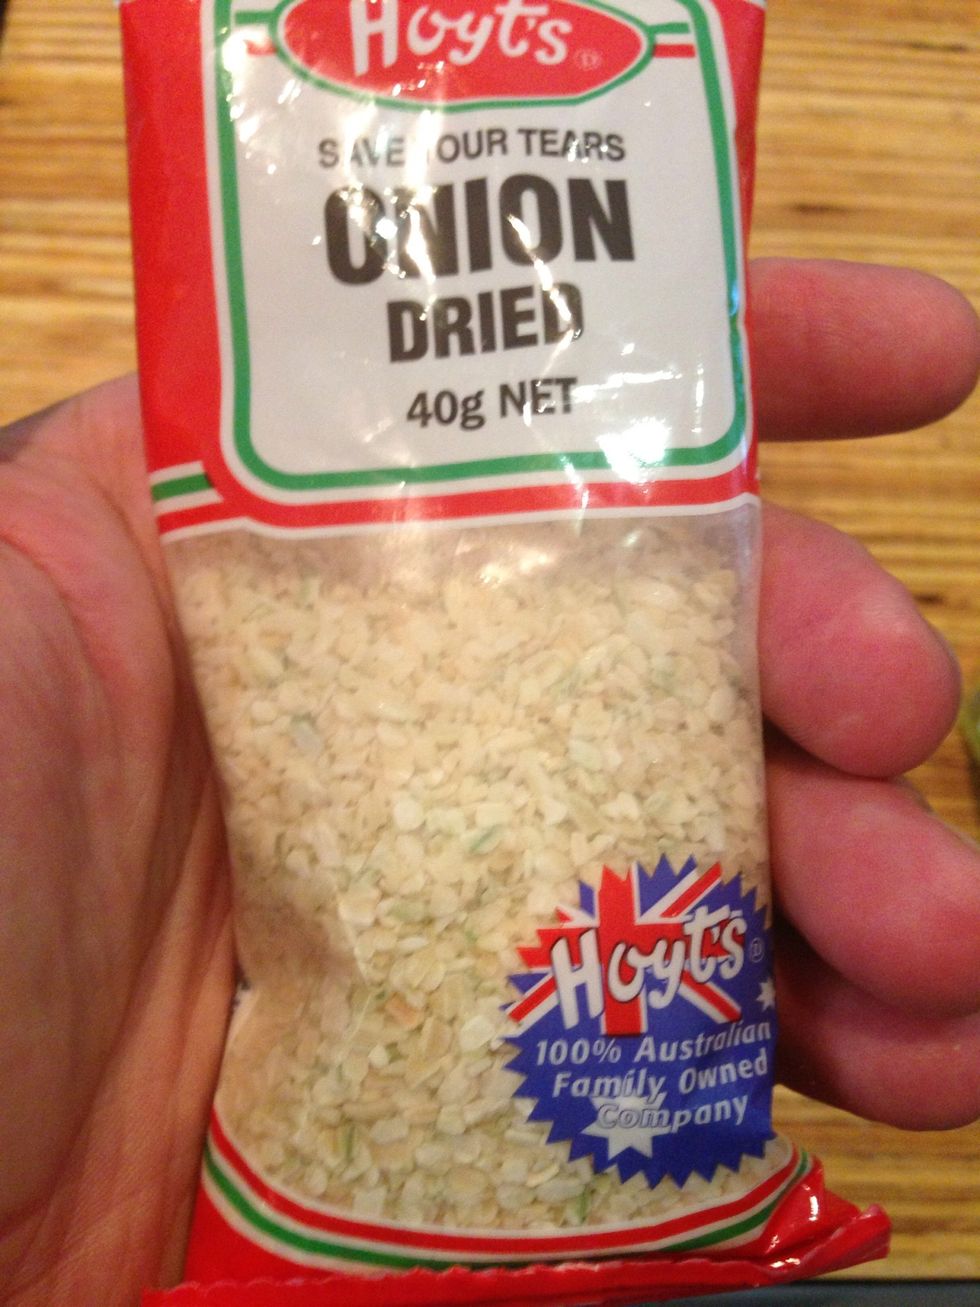 Hoyt's ®
SAVE YOUR TEARS
ONION
DRIED
40g NET
Hoyt's ®
100% Australian
Family Owned
Company